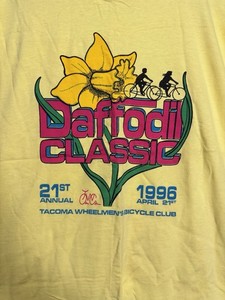 Daffodil
CLASSIC
21ST
ANNUAL
1996
APRIL 21ST
TACOMA WHEELMEN'S BICYCLE CLUB